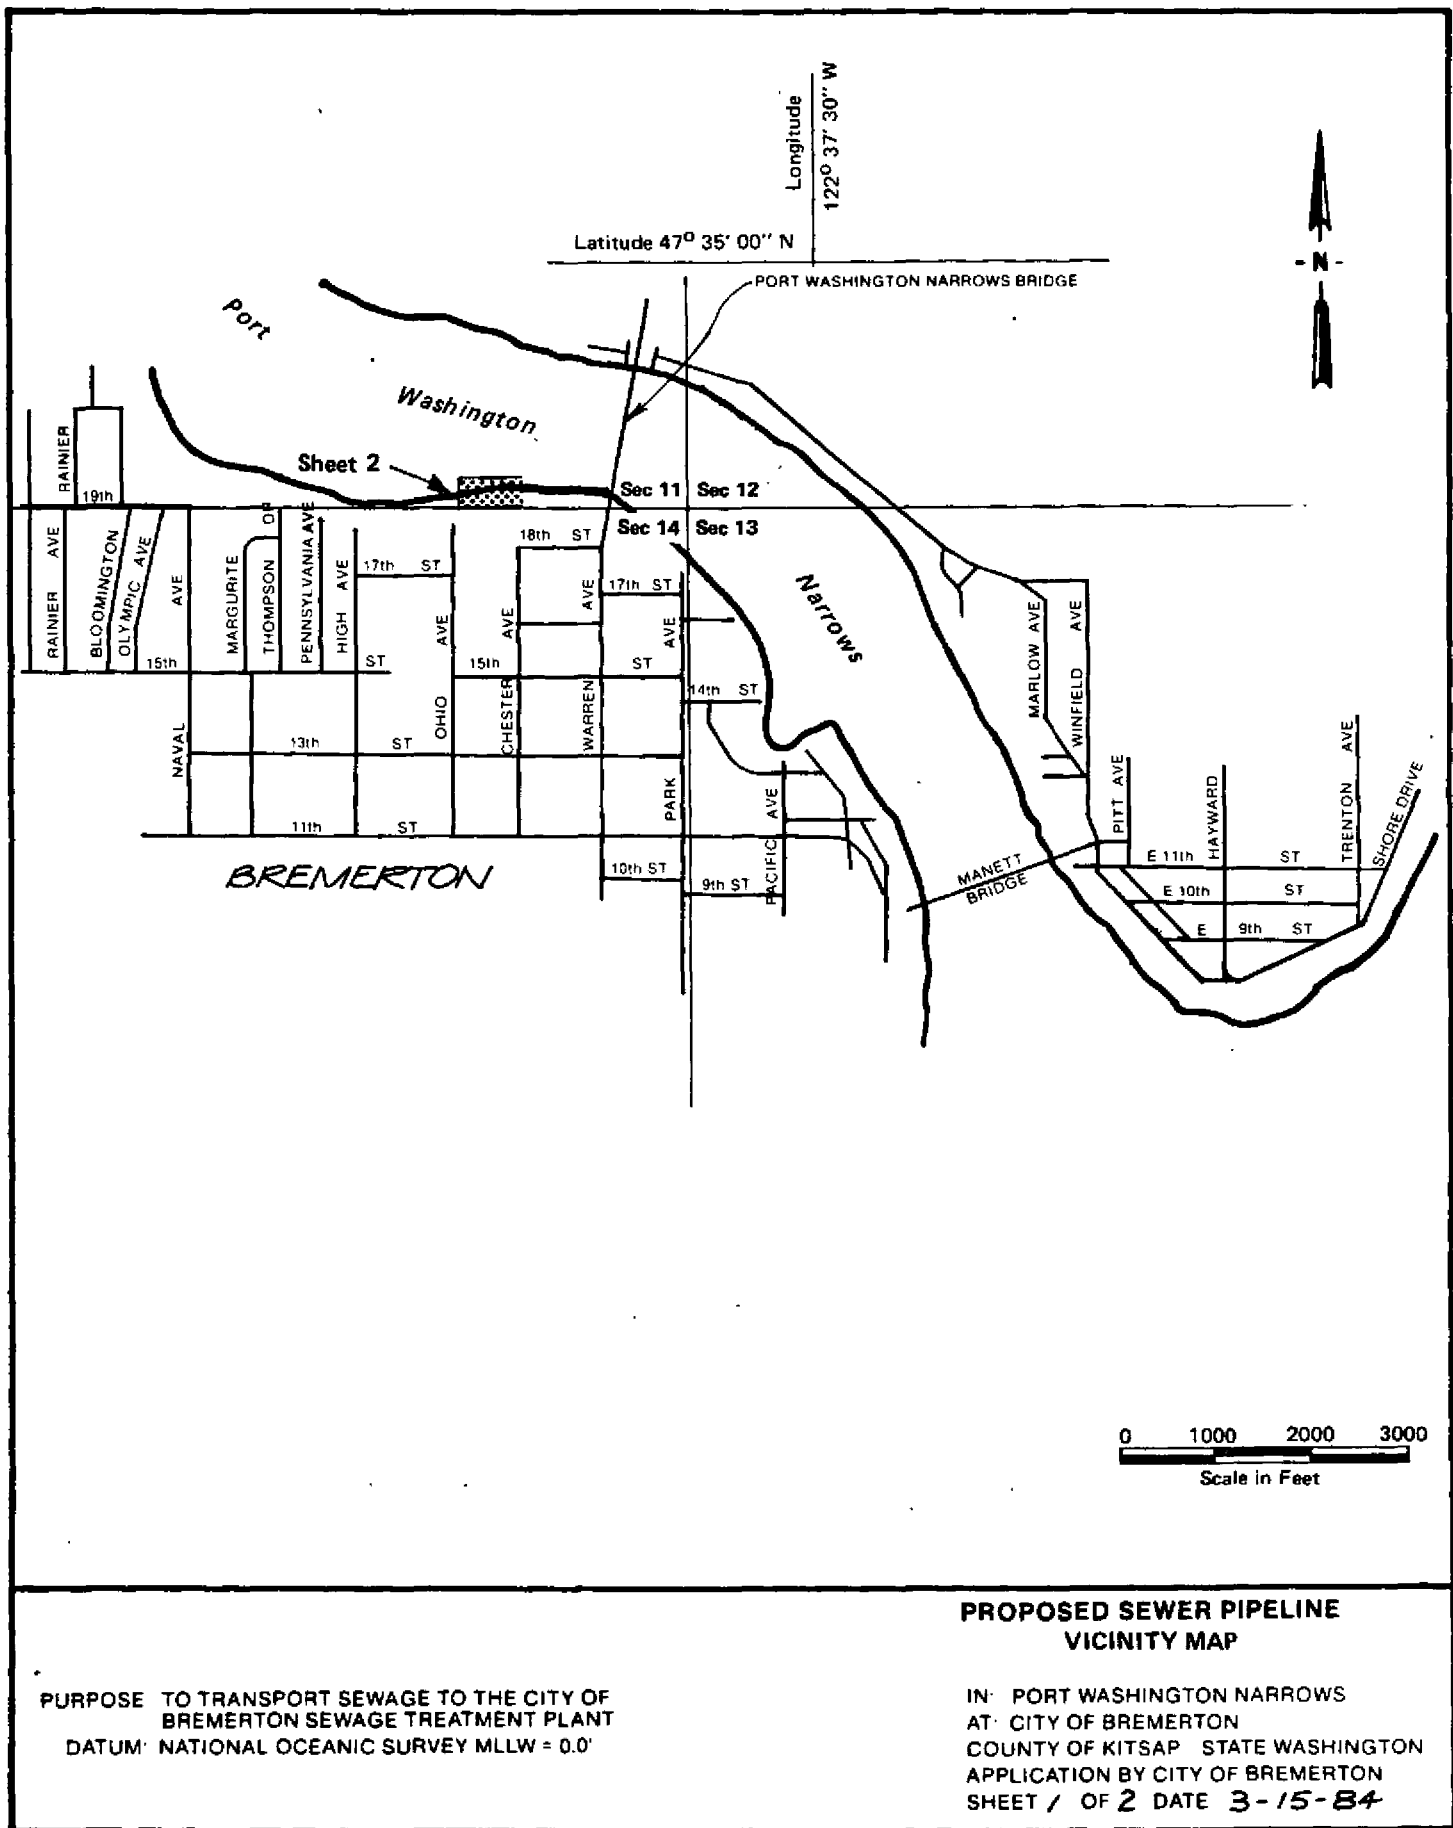 Longitude
122° 37' 30" W
Latitude 47° 35' 00" N
PORT WASHINGTON NARROWS BRIDGE
- N -
Port
Washington
Narrows
Sheet 2
Sec 11
Sec 12
Sec 14
Sec 13
RAINIER
19th
RAINIER AVE
BLOOMINGTON
OLYMPIC AVE
NAVAL AVE
MARGURITE
THOMPSON DR
PENNSYLVANIA AVE
HIGH AVE
17th ST
OHIO AVE
18th ST
CHESTER AVE
WARREN AVE
17th ST
PARK AVE
15th ST
15th ST
14th ST
13th ST
11th ST
10th ST
9th ST
PACIFIC AVE
BREMERTON
MANETT
BRIDGE
MARLOW AVE
WINFIELD AVE
PITT AVE
HAYWARD
TRENTON AVE
SHORE DRIVE
E 11th ST
E 10th ST
E 9th ST
0 1000 2000 3000
Scale in Feet
PROPOSED SEWER PIPELINE
VICINITY MAP
PURPOSE TO TRANSPORT SEWAGE TO THE CITY OF
BREMERTON SEWAGE TREATMENT PLANT
DATUM: NATIONAL OCEANIC SURVEY MLLW = 0.0'
IN: PORT WASHINGTON NARROWS
AT: CITY OF BREMERTON
COUNTY OF KITSAP STATE WASHINGTON
APPLICATION BY CITY OF BREMERTON
SHEET 1 OF 2 DATE 3-15-84